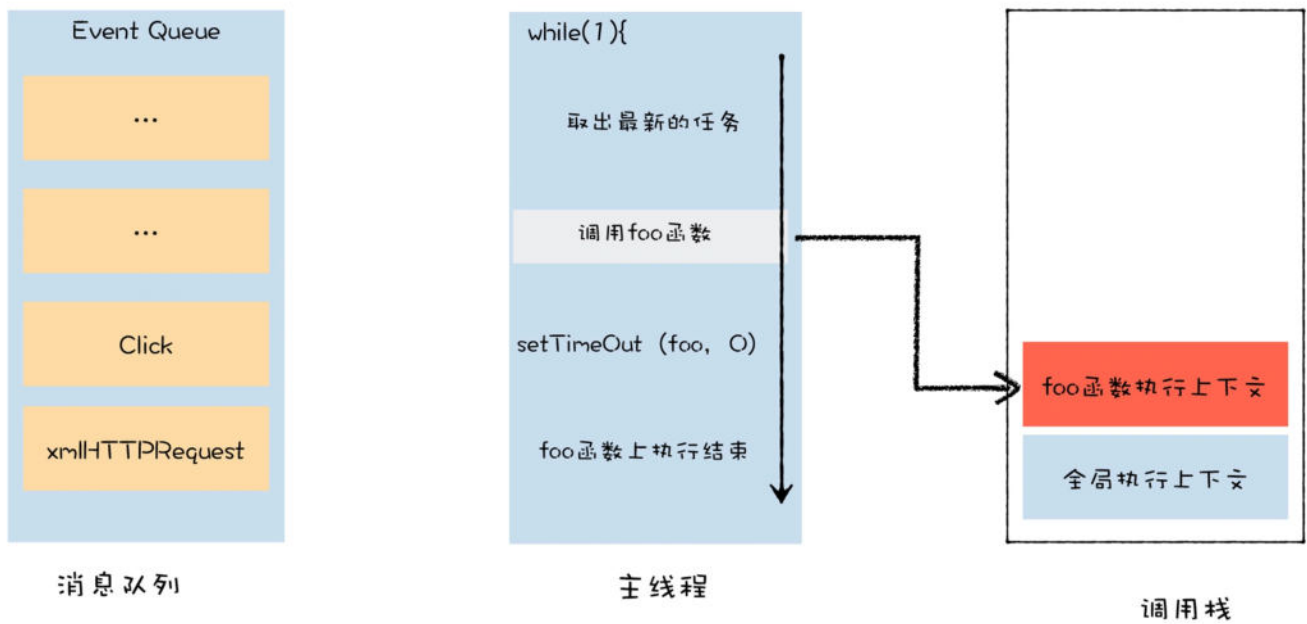 Event Queue
...
...
Click
xmlHTTPRequest
消息队列
while(1){
取出最新的任务
调用foo函数
setTimeOut (foo, 0)
foo函数上执行结束
主线程
foo函数执行上下文
全局执行上下文
调用栈